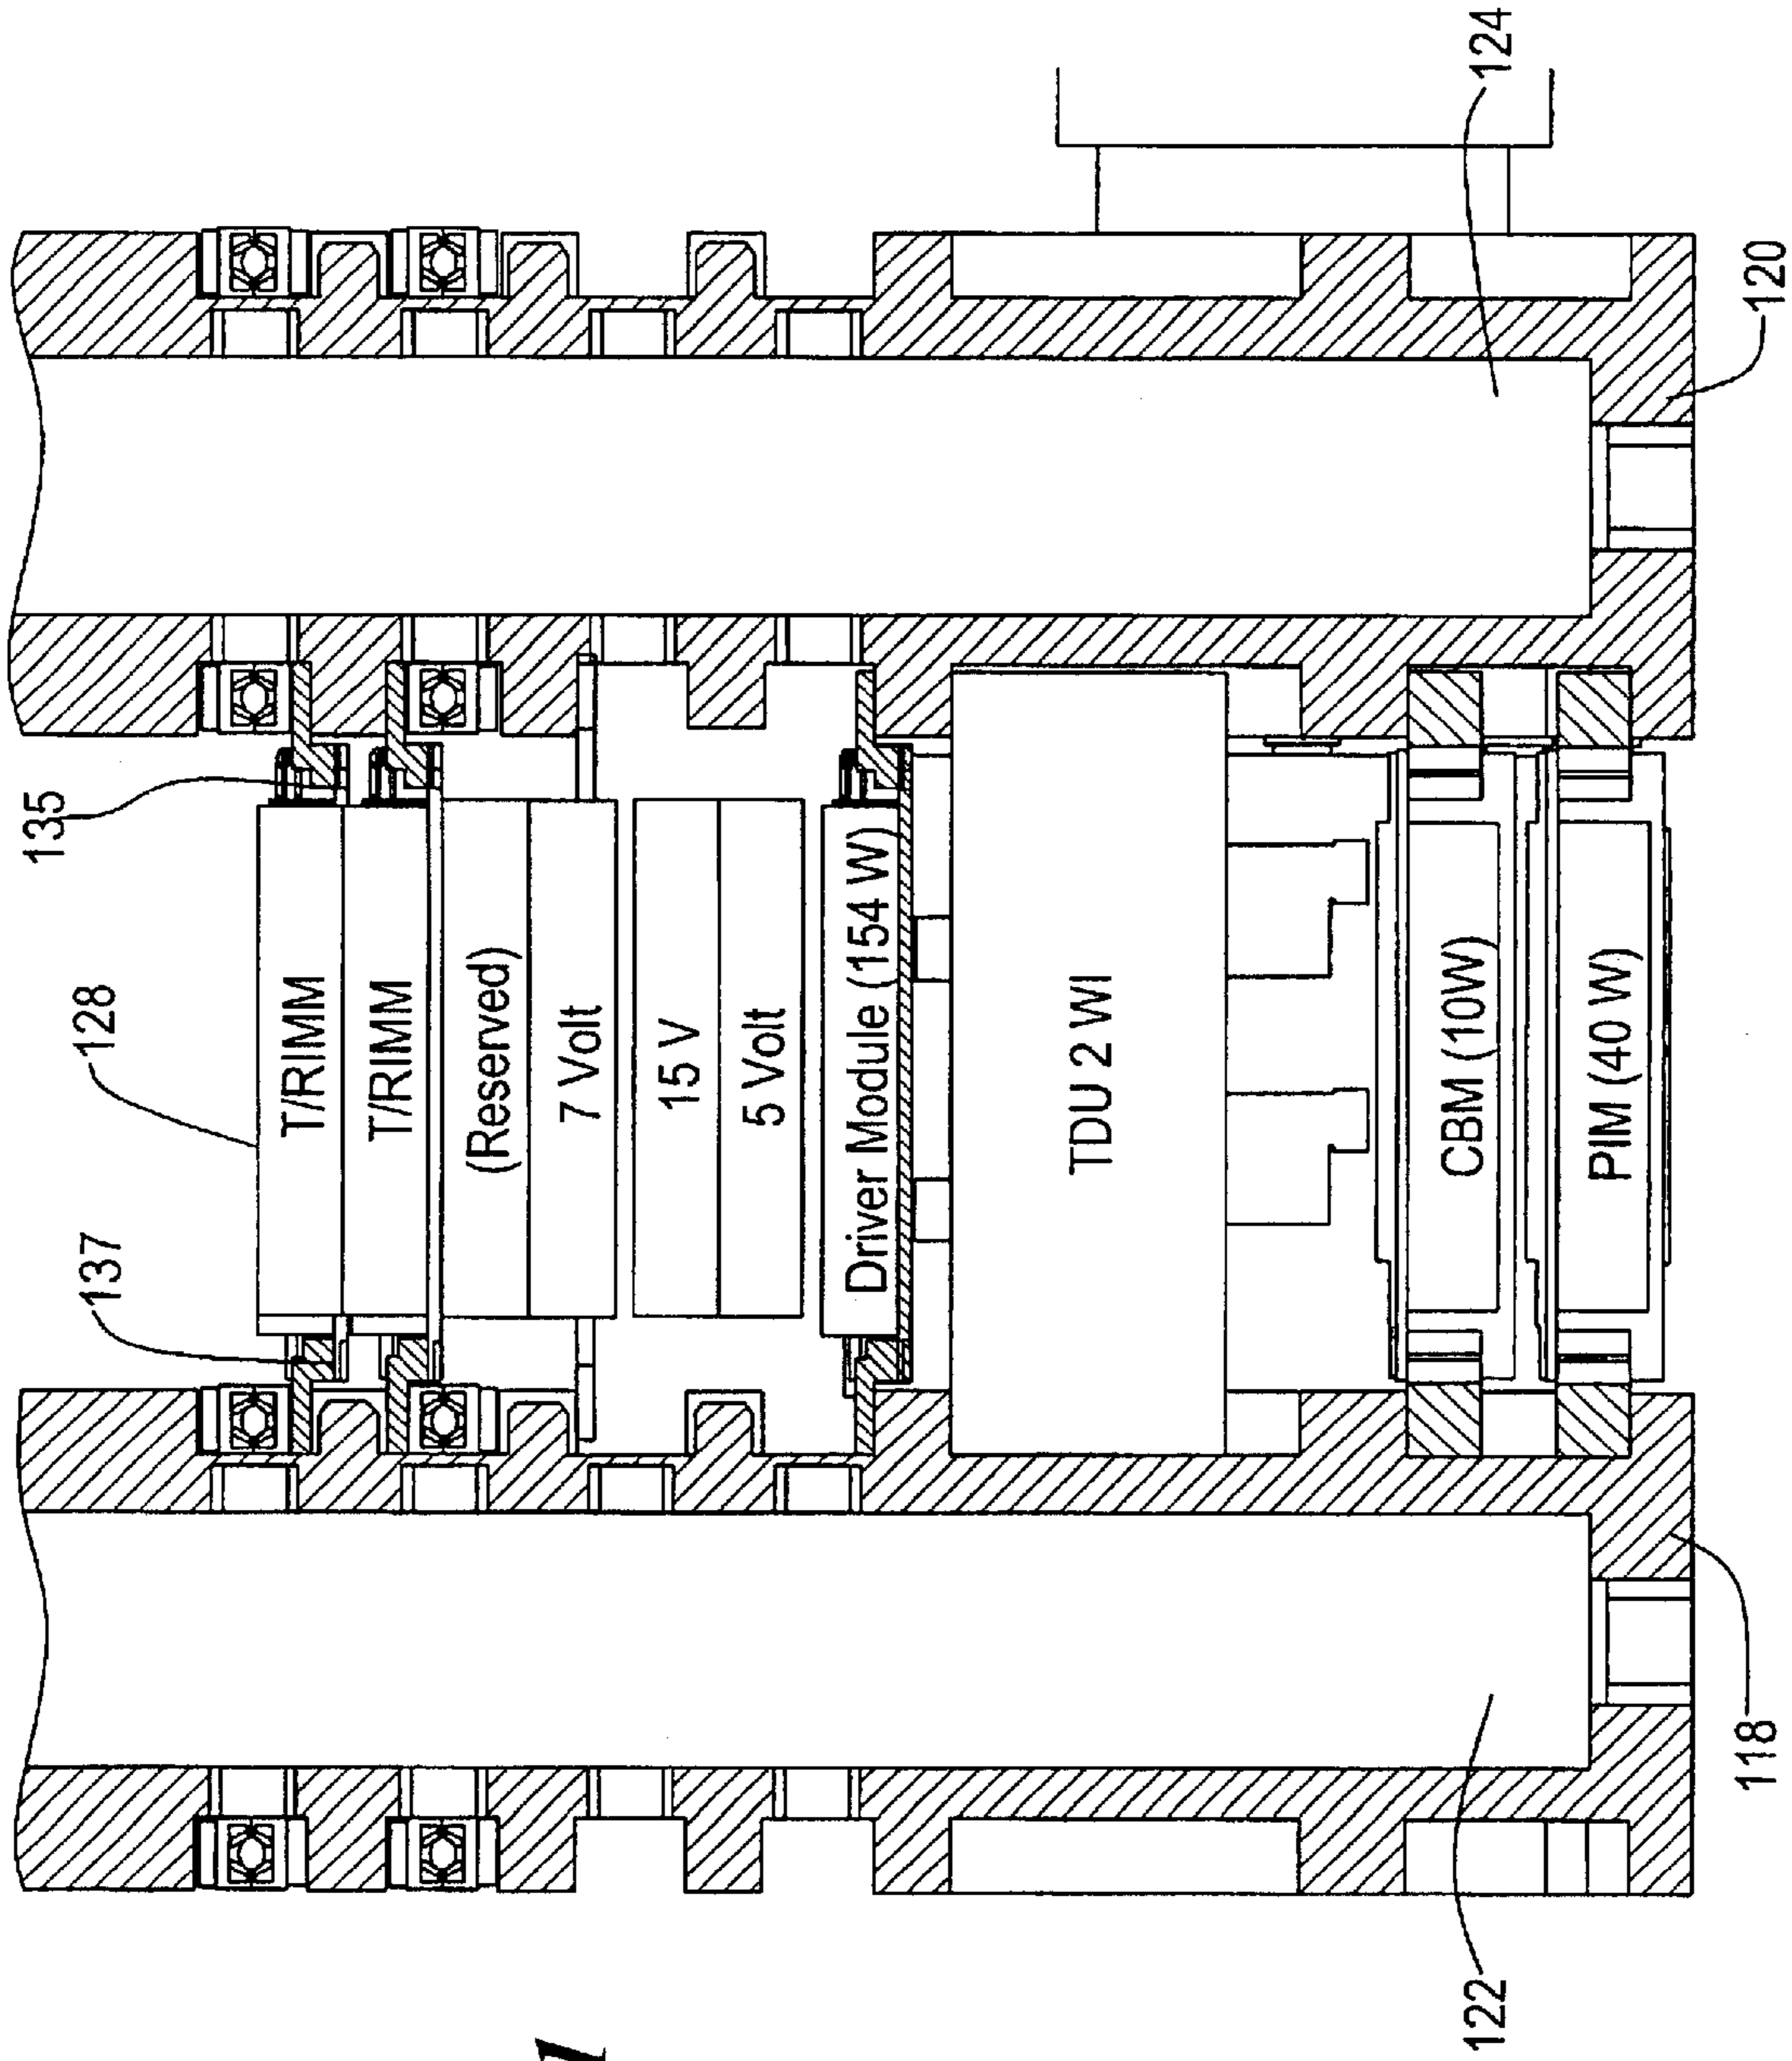 124
120
135
128
137
T/RIMM
T/RIMM
(Reserved)
7 Volt
15 V
5 Volt
Driver Module (154 W)
TDU 2 WI
CBM (10W)
PIM (40 W)
118
122